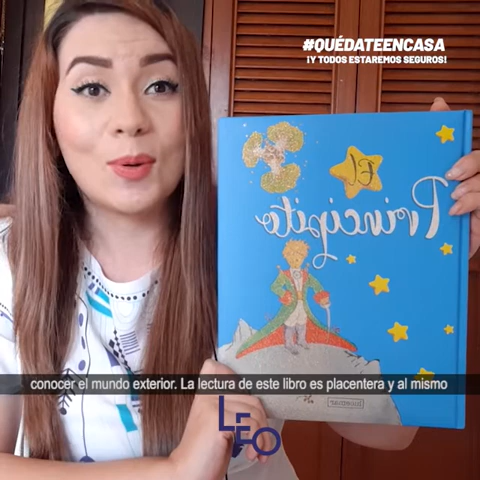 #QUÉDATEENCASA
¡Y TODOS ESTAREMOS SEGUROS!
El
Principito
conocer el mundo exterior. La lectura de este libro es placentera y al mismo
LEFO